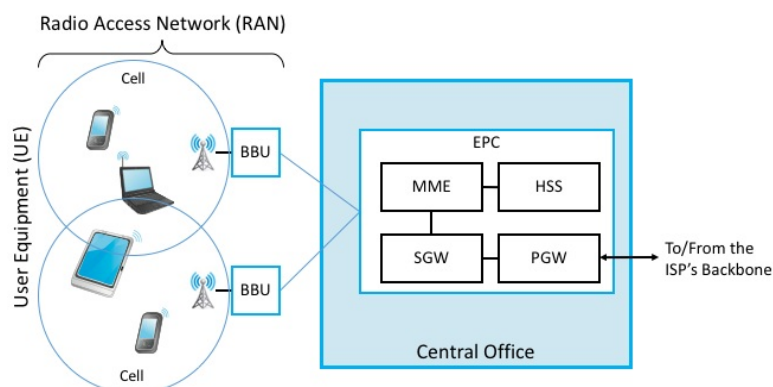 Radio Access Network (RAN)
Cell
User Equipment (UE)
BBU
BBU
Cell
EPC
MME
HSS
SGW
PGW
To/From the
ISP's Backbone
Central Office